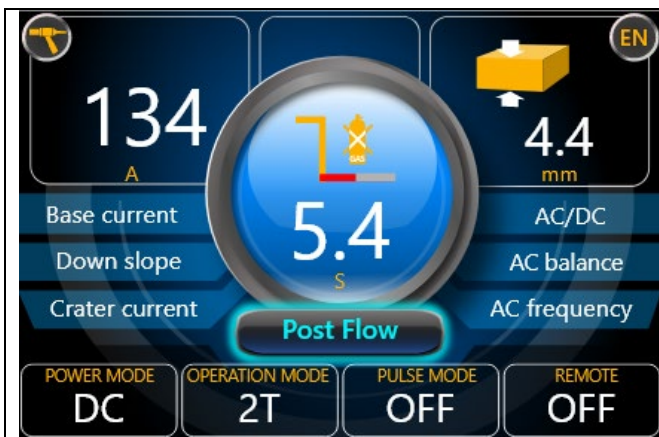 EN
134
A
GAS
4.4
mm
5.4
S
Base current
Down slope
Crater current
AC/DC
AC balance
AC frequency
Post Flow
POWER MODE
DC
OPERATION MODE
2T
PULSE MODE
OFF
REMOTE
OFF